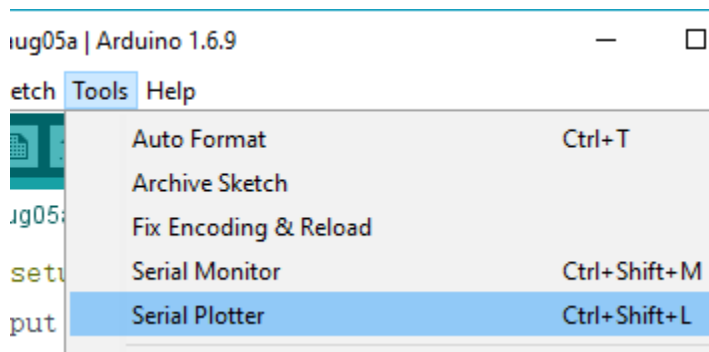 aug05a | Arduino 1.6.9
etch Tools Help
Auto Format Ctrl+T
Archive Sketch
ug05a
Fix Encoding & Reload
setu Serial Monitor Ctrl+Shift+M
put Serial Plotter Ctrl+Shift+L